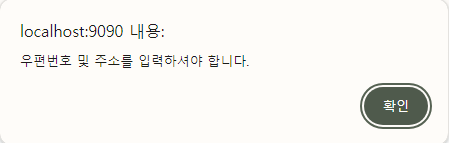 localhost:9090 내용:
우편번호 및 주소를 입력하셔야 합니다.
확인